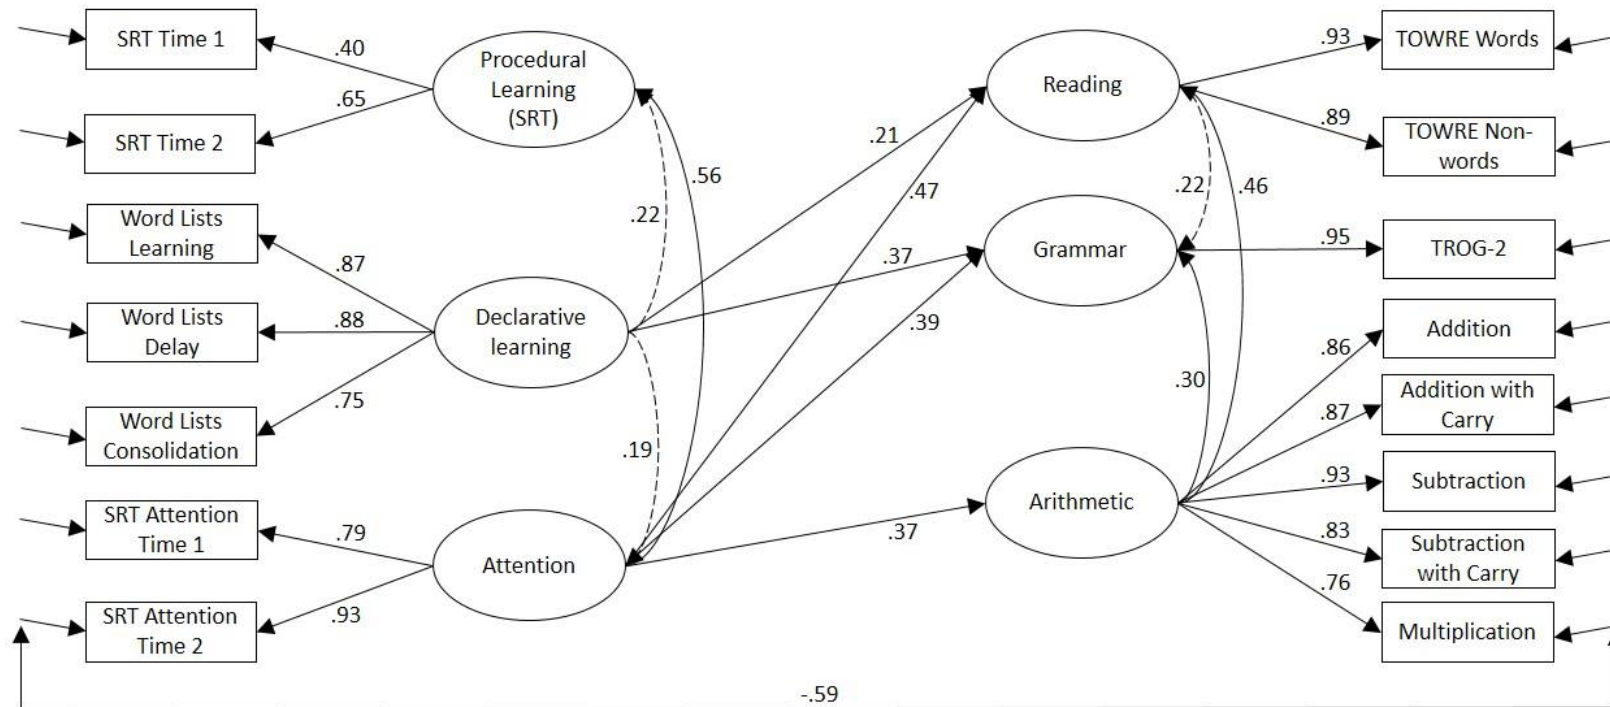 SRT Time 1
.40
Procedural
Learning
(SRT)
.65
SRT Time 2
Word Lists
Learning
.87
Word Lists
Delay
.88
Declarative
learning
.75
Word Lists
Consolidation
SRT Attention
Time 1
.79
Attention
.93
SRT Attention
Time 2
.22
.56
.19
.21
.47
.37
.39
.37
Reading
.93
TOWRE Words
.89
TOWRE Non-
words
.22
.46
Grammar
.95
TROG-2
.30
Arithmetic
.86
Addition
.87
Addition with
Carry
.93
Subtraction
.83
Subtraction
with Carry
.76
Multiplication
-.59